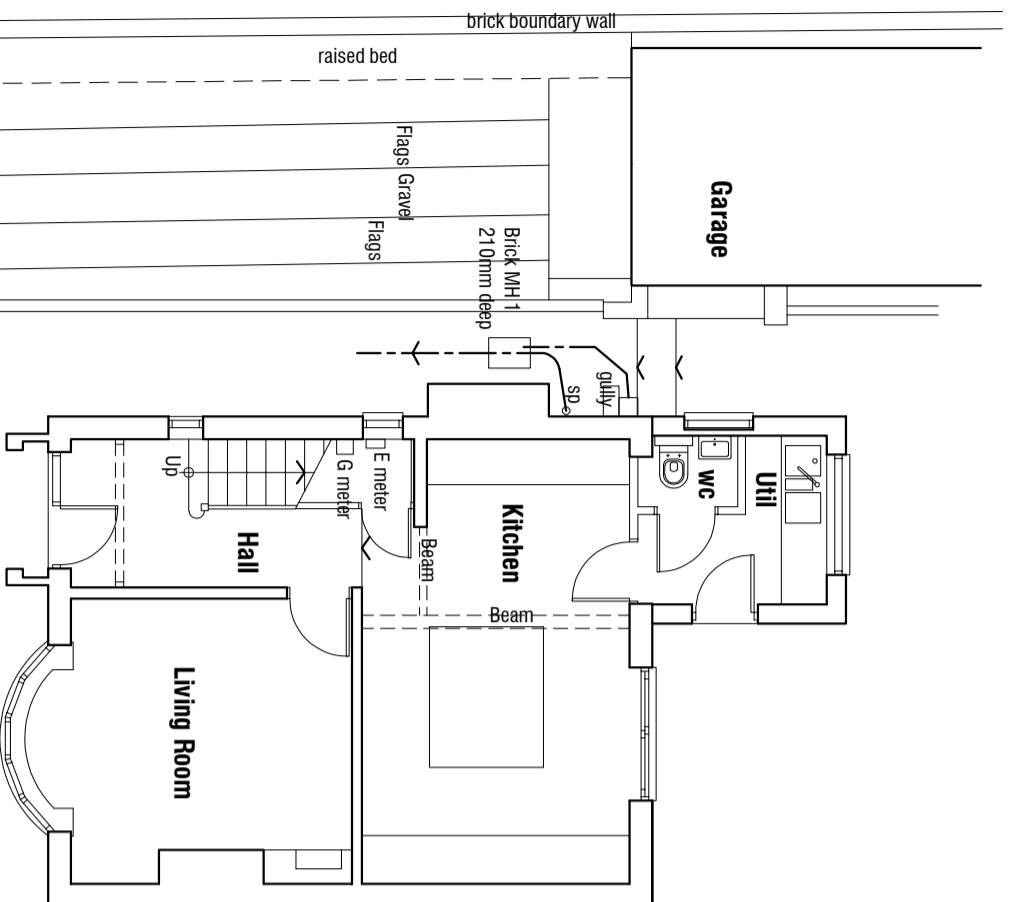 brick boundary wall
raised bed
Flags
Gravel
Flags
Garage
Brick MH 1
210mm deep
gully
sp
Up
G meter
E meter
Hall
Beam
Kitchen
wc
Util
Beam
Living Room